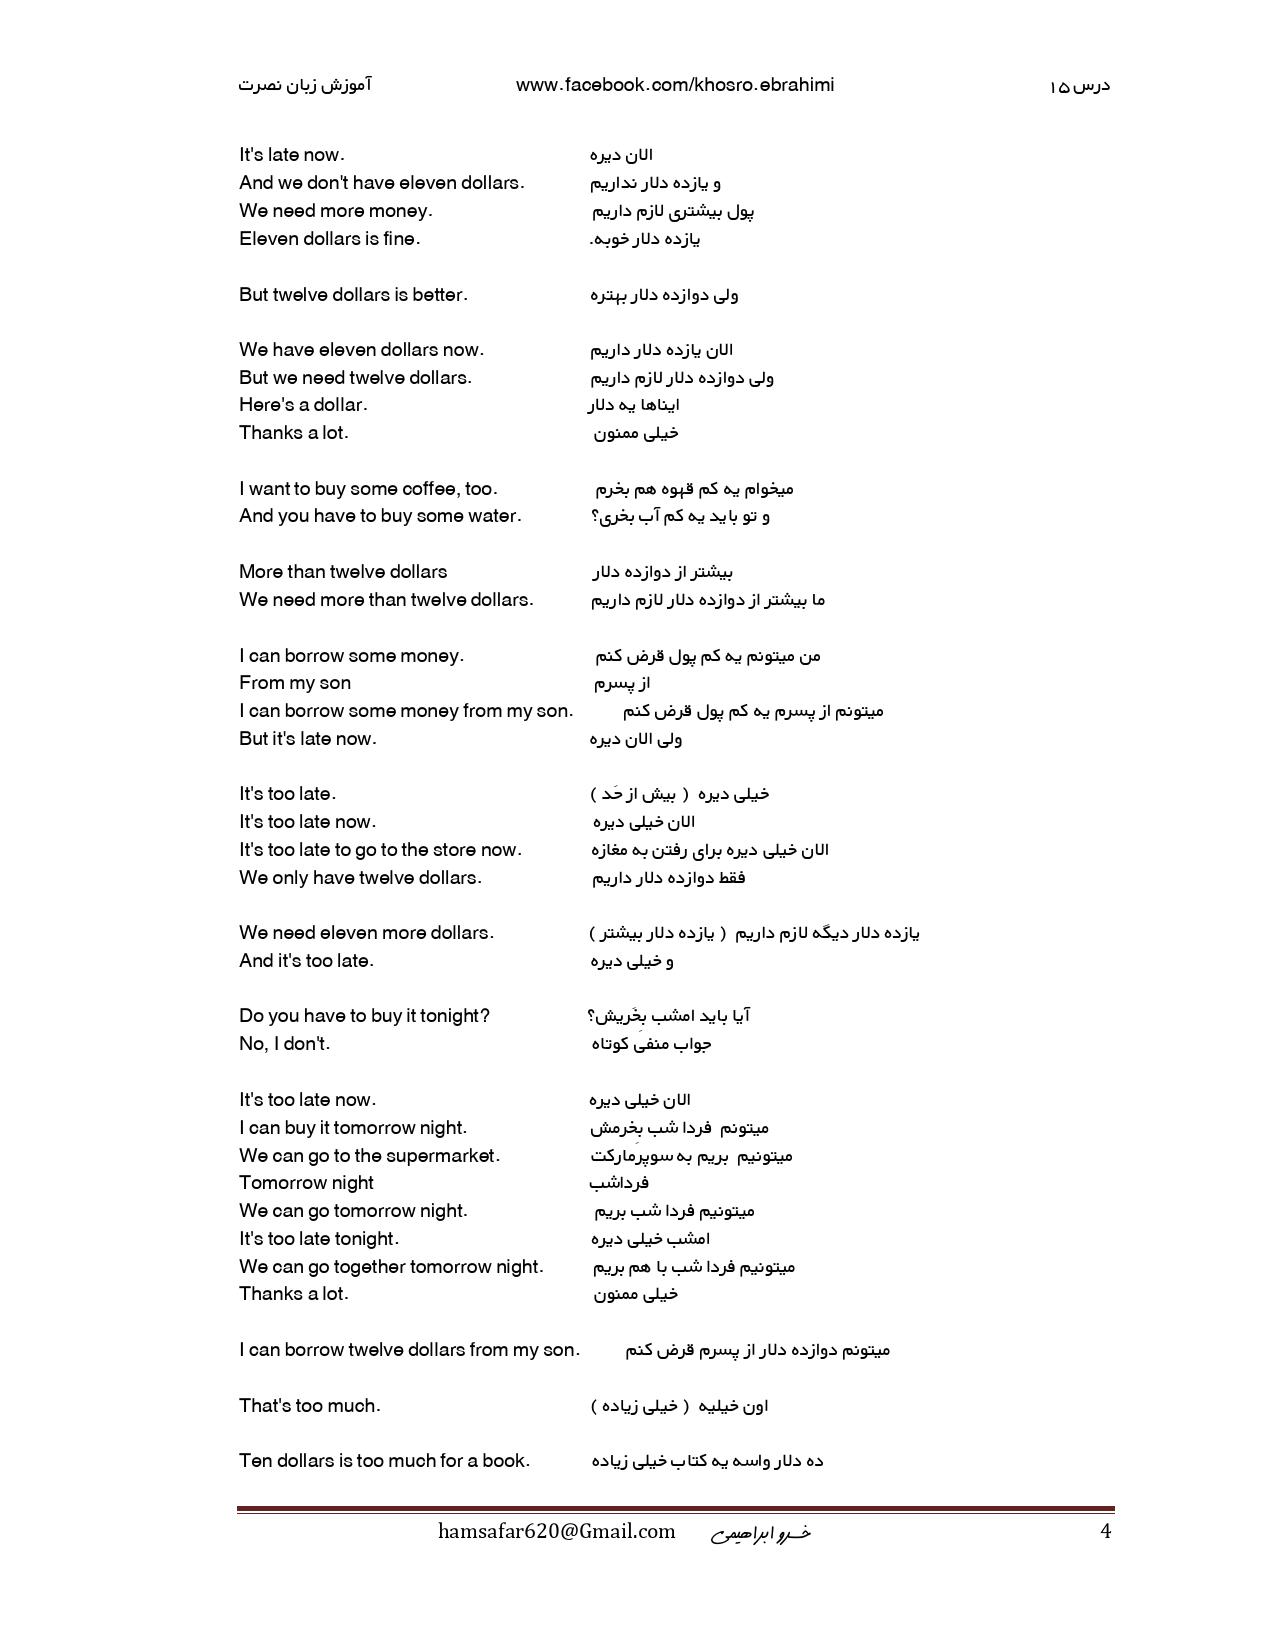 آموزش زبان نصرت www.facebook.com/khosro.ebrahimi درس ۱۵
It's late now. الان دیره
And we don't have eleven dollars. و یازده دلار نداریم
We need more money. پول بیشتری لازم داریم
Eleven dollars is fine. یازده دلار خوبه.
But twelve dollars is better. ولی دوازده دلار بهتره
We have eleven dollars now. الان یازده دلار داریم
But we need twelve dollars. ولی دوازده دلار لازم داریم
Here's a dollar. ایناها یه دلار
Thanks a lot. خیلی ممنون
I want to buy some coffee, too. میخوام یه کم قهوه هم بخرم
And you have to buy some water. و تو باید یه کم آب بخری؟
More than twelve dollars بیشتر از دوازده دلار
We need more than twelve dollars. ما بیشتر از دوازده دلار لازم داریم
I can borrow some money. من میتونم یه کم پول قرض کنم
From my son از پسرم
I can borrow some money from my son. میتونم از پسرم یه کم پول قرض کنم
But it's late now. ولی الان دیره
It's too late. خیلی دیره ( بیش از حَد )
It's too late now. الان خیلی دیره
It's too late to go to the store now. الان خیلی دیره برای رفتن به مغازه
We only have twelve dollars. فقط دوازده دلار داریم
We need eleven more dollars. یازده دلار دیگه لازم داریم ( یازده دلار بیشتر )
And it's too late. و خیلی دیره
Do you have to buy it tonight? آیا باید امشب بِخَریش؟
No, I don't. جواب منفی کوتاه
It's too late now. الان خیلی دیره
I can buy it tomorrow night. میتونم فردا شب بِخرمش
We can go to the supermarket. میتونیم بریم به سوپرمارکت
Tomorrow night فرداشب
We can go tomorrow night. میتونیم فردا شب بریم
It's too late tonight. امشب خیلی دیره
We can go together tomorrow night. میتونیم فردا شب با هم بریم
Thanks a lot. خیلی ممنون
I can borrow twelve dollars from my son. میتونم دوازده دلار از پسرم قرض کنم
That's too much. اون خیلیه ( خیلی زیاده )
Ten dollars is too much for a book. ده دلار واسه یه کتاب خیلی زیاده
hamsafar620@Gmail.com خسرو ابراهیمی 4